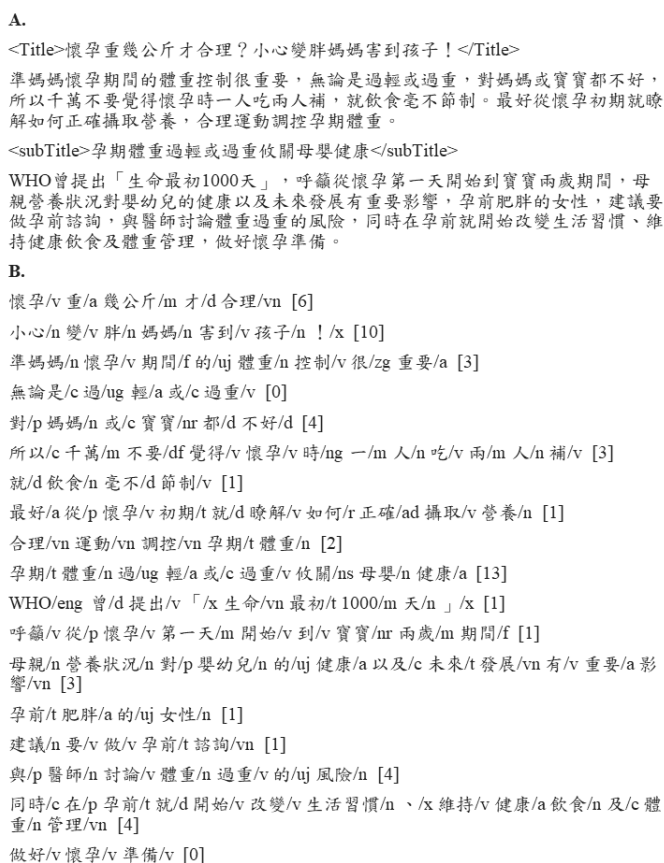 A.
<Title>懷孕重幾公斤才合理？小心變胖媽媽害到孩子！</Title>
準媽媽懷孕期間的體重控制很重要，無論是過輕或過重，對媽媽或寶寶都不好，
所以千萬不要覺得懷孕時一人吃兩人補，就飲食毫不節制。最好從懷孕初期就瞭
解如何正確攝取營養，合理運動調控孕期體重。
<subTitle>孕期體重過輕或過重攸關母嬰健康</subTitle>
WHO曾提出「生命最初1000天」，呼籲從懷孕第一天開始到寶寶兩歲期間，母
親營養狀況對嬰幼兒的健康以及未來發展有重要影響，孕前肥胖的女性，建議要
做孕前諮詢，與醫師討論體重過重的風險，同時在孕前就開始改變生活習慣、維
持健康飲食及體重管理，做好懷孕準備。
B.
懷孕/v 重/a 幾公斤/m 才/d 合理/vn [6]
小心/n 變/v 胖/n 媽媽/n 害到/v 孩子/n ！/x [10]
準媽媽/n 懷孕/v 期間/f 的/uj 體重/n 控制/v 很/zg 重要/a [3]
無論是/c 過/ug 輕/a 或/c 過重/v [0]
對/p 媽媽/n 或/c 寶寶/nr 都/d 不好/d [4]
所以/c 千萬/m 不要/df 覺得/v 懷孕/v 時/ng 一/m 人/n 吃/v 兩/m 人/n 補/v [3]
就/d 飲食/n 毫不/d 節制/v [1]
最好/a 從/p 懷孕/v 初期/t 就/d 瞭解/v 如何/r 正確/ad 攝取/v 營養/n [1]
合理/vn 運動/vn 調控/vn 孕期/t 體重/n [2]
孕期/t 體重/n 過/ug 輕/a 或/c 過重/v 攸關/ns 母嬰/n 健康/a [13]
WHO/eng 曾/d 提出/v 「/x 生命/vn 最初/t 1000/m 天/n 」/x [1]
呼籲/v 從/p 懷孕/v 第一天/m 開始/v 到/v 寶寶/nr 兩歲/m 期間/f [1]
母親/n 營養狀況/n 對/p 嬰幼兒/n 的/uj 健康/a 以及/c 未來/t 發展/vn 有/v 重要/a 影
響/vn [3]
孕前/t 肥胖/a 的/uj 女性/n [1]
建議/n 要/v 做/v 孕前/t 諮詢/vn [1]
與/p 醫師/n 討論/v 體重/n 過重/v 的/uj 風險/n [4]
同時/c 在/p 孕前/t 就/d 開始/v 改變/v 生活習慣/n 、/x 維持/v 健康/a 飲食/n 及/c 體
重/n 管理/vn [4]
做好/v 懷孕/v 準備/v [0]